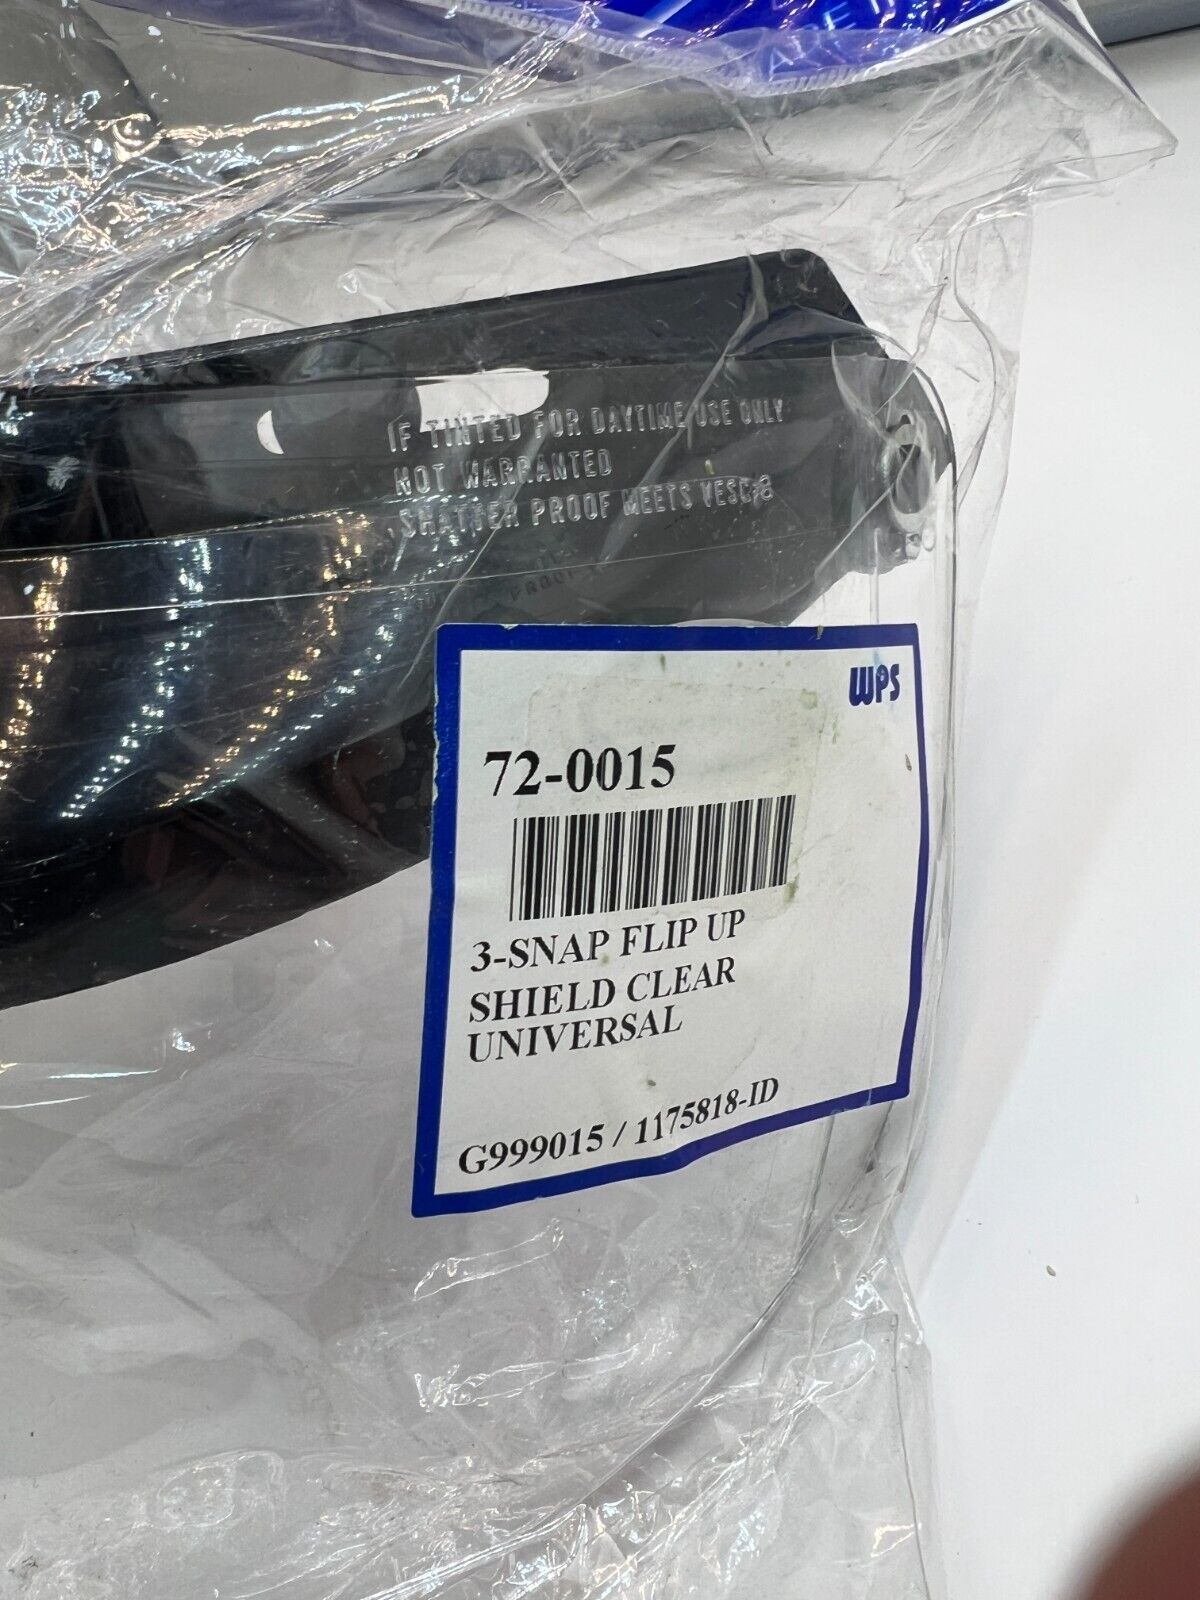 IF TINTED FOR DAYTIME USE ONLY
NOT WARRANTED
SHATTER PROOF MEETS VESC-8
PROOF
WPS
72-0015
3-SNAP FLIP UP
SHIELD CLEAR
UNIVERSAL
G999015 / 1175818-ID